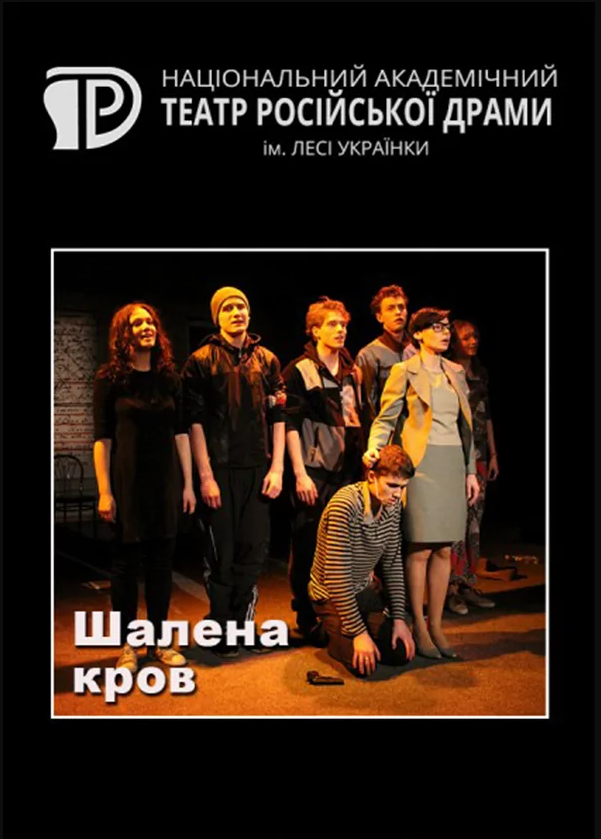 НАЦІОНАЛЬНИЙ АКАДЕМІЧНИЙ
ТЕАТР РОСІЙСЬКОЇ ДРАМИ
ім. ЛЕСІ УКРАЇНКИ
Шалена
кров